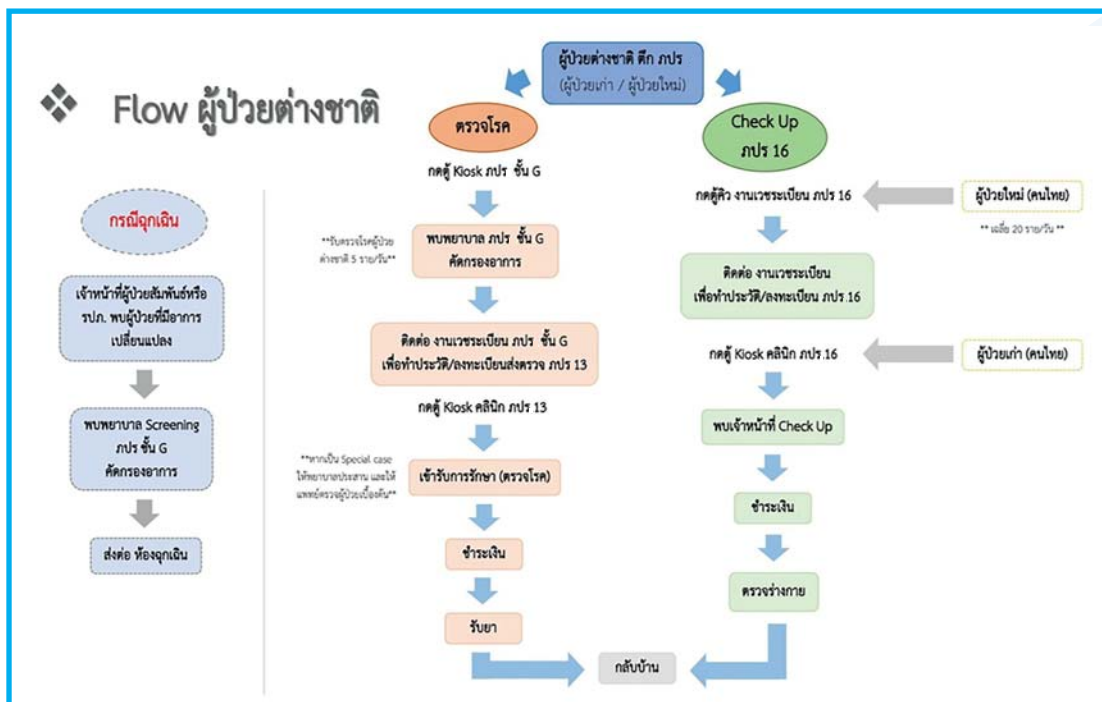 ❖ Flow ผู้ป่วยต่างชาติ
ผู้ป่วยต่างชาติ ตึก ภปร
(ผู้ป่วยเก่า / ผู้ป่วยใหม่)
กรณีฉุกเฉิน
เจ้าหน้าที่ผู้ป่วยสัมพันธ์หรือ
รปภ. พบผู้ป่วยที่มีอาการ
เปลี่ยนแปลง
พบพยาบาล Screening
ภปร ชั้น G
คัดกรองอาการ
ส่งต่อ ห้องฉุกเฉิน
ตรวจโรค
กดตู้ Kiosk ภปร ชั้น G
**รับตรวจโรคผู้ป่วย
ต่างชาติ 5 ราย/วัน**
พบพยาบาล ภปร ชั้น G
คัดกรองอาการ
ติดต่อ งานเวชระเบียน ภปร ชั้น G
เพื่อทำประวัติ/ลงทะเบียนส่งตรวจ ภปร 13
กดตู้ Kiosk คลินิก ภปร 13
**หากเป็น Special case
ให้พยาบาลประสาน และให้
แพทย์ตรวจผู้ป่วยเบื้องต้น**
เข้ารับการรักษา (ตรวจโรค)
ชำระเงิน
รับยา
Check Up
ภปร 16
กดตู้คิว งานเวชระเบียน ภปร 16
ผู้ป่วยใหม่ (คนไทย)
** เฉลี่ย 20 ราย/วัน **
ติดต่อ งานเวชระเบียน
เพื่อทำประวัติ/ลงทะเบียน ภปร.16
กดตู้ Kiosk คลินิก ภปร.16
ผู้ป่วยเก่า (คนไทย)
พบเจ้าหน้าที่ Check Up
ชำระเงิน
ตรวจร่างกาย
กลับบ้าน